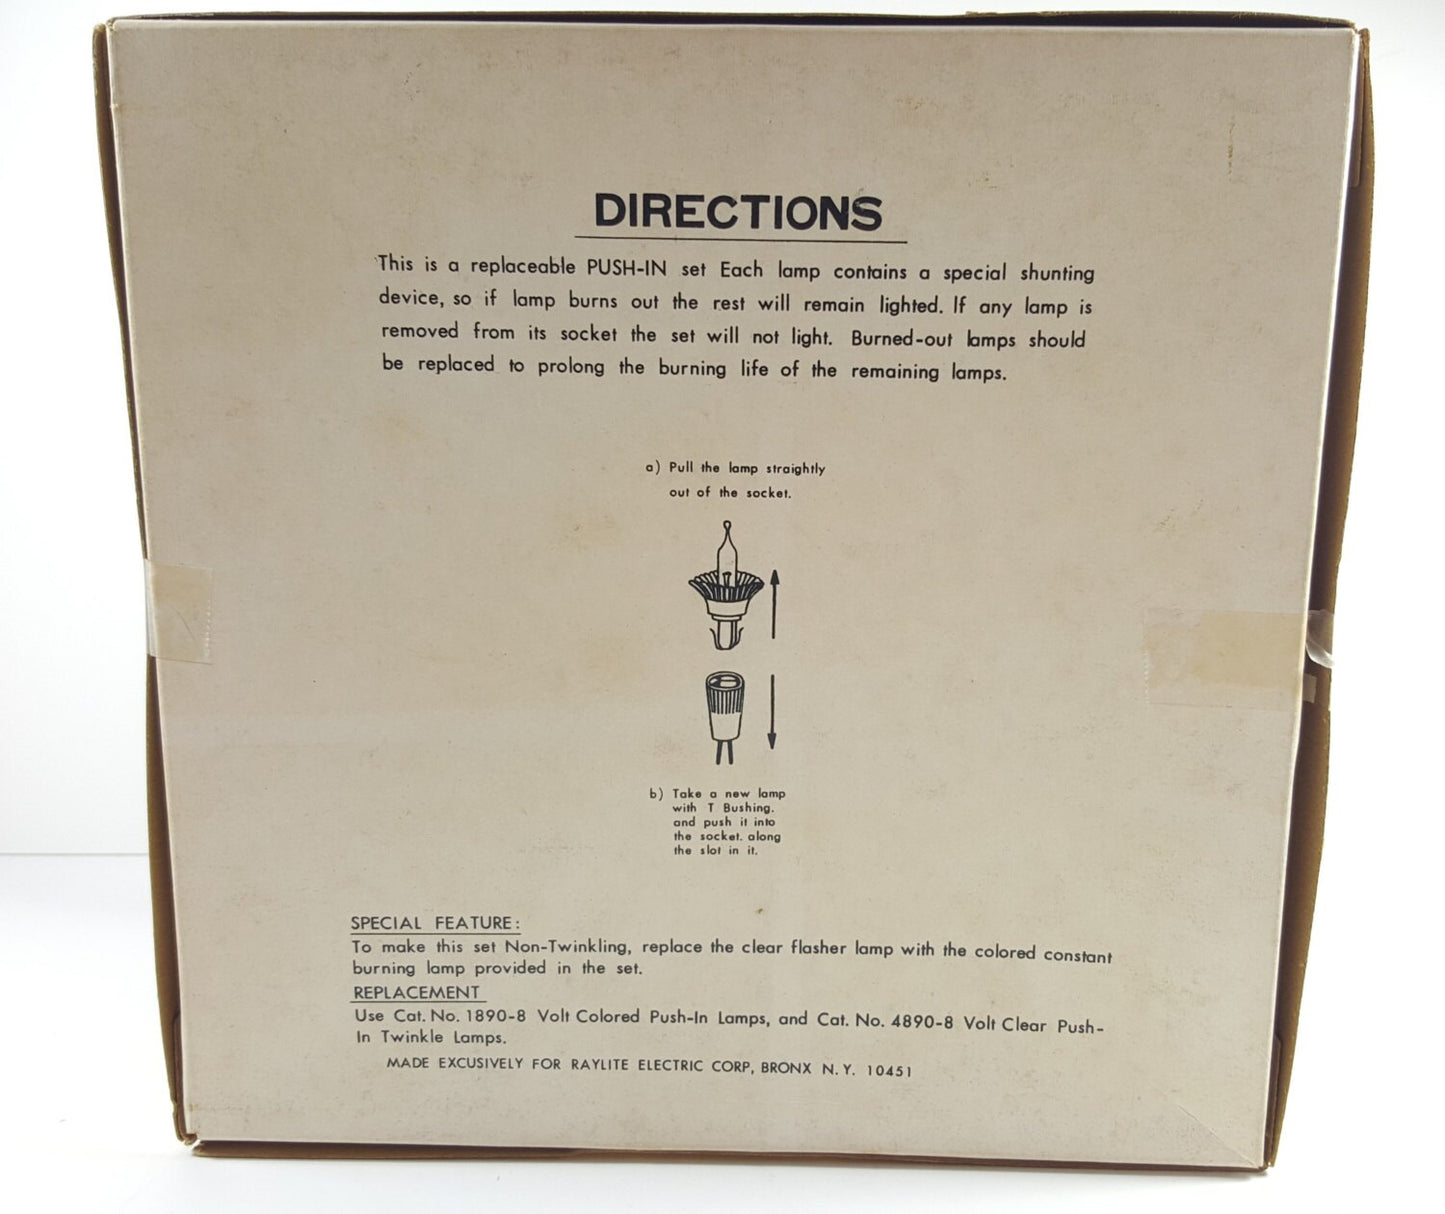 DIRECTIONS
This is a replaceable PUSH-IN set Each lamp contains a special shunting
device, so if lamp burns out the rest will remain lighted. If any lamp is
removed from its socket the set will not light. Burned-out lamps should
be replaced to prolong the burning life of the remaining lamps.
a) Pull the lamp straightly
out of the socket.
b) Take a new lamp
with T Bushing.
and push it into
the socket. along
the slot in it.
SPECIAL FEATURE:
To make this set Non-Twinkling, replace the clear flasher lamp with the colored constant
burning lamp provided in the set.
REPLACEMENT
Use Cat. No. 1890-8 Volt Colored Push-In Lamps, and Cat. No. 4890-8 Volt Clear Push-
In Twinkle Lamps.
MADE EXCUSIVELY FOR RAYLITE ELECTRIC CORP, BRONX N.Y. 10451